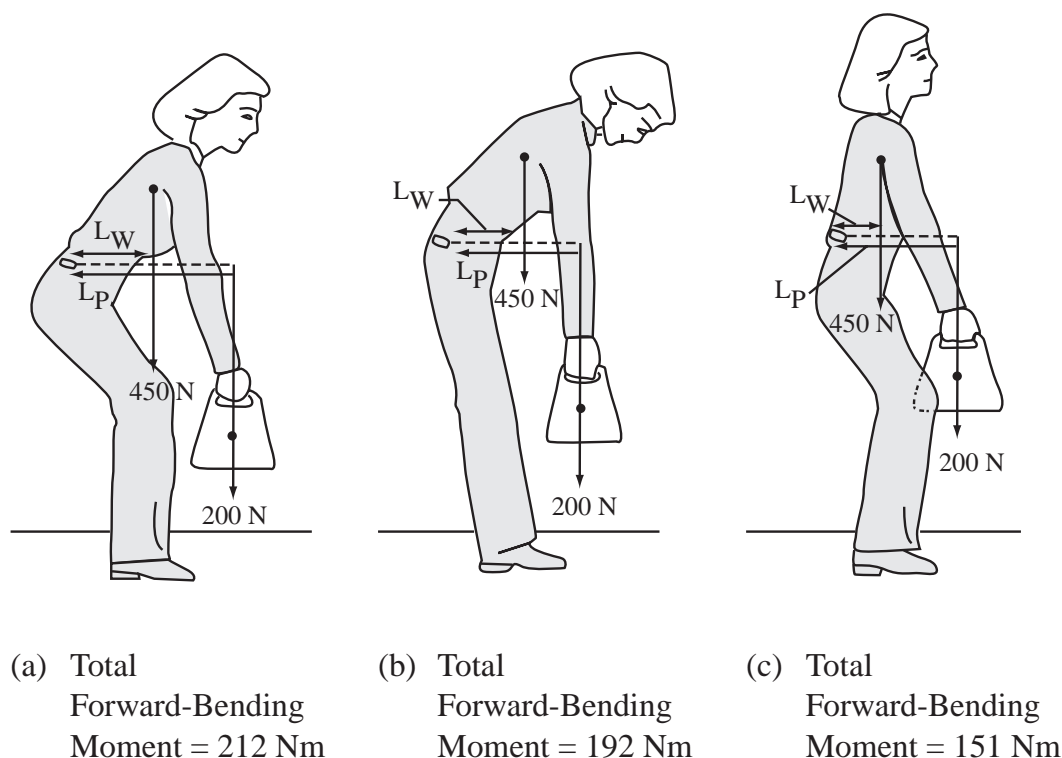 L_W
L_P
450 N
200 N
L_W
L_P
450 N
200 N
L_W
L_P
450 N
200 N
(a) Total
Forward-Bending
Moment = 212 Nm
(b) Total
Forward-Bending
Moment = 192 Nm
(c) Total
Forward-Bending
Moment = 151 Nm